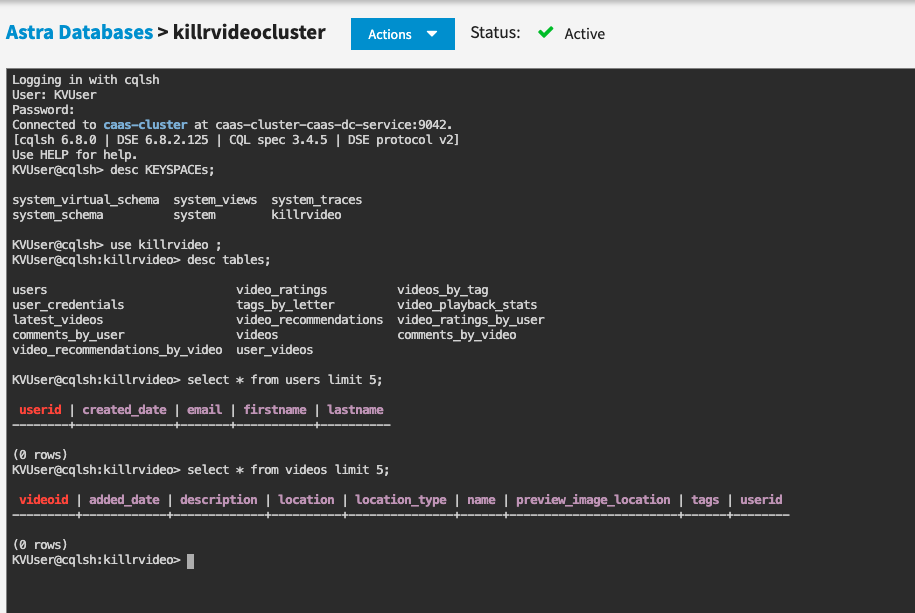 Astra Databases > killrvideocluster Actions Status: Active
Logging in with cqlsh
User: KVUser
Password:
Connected to caas-cluster at caas-cluster-caas-dc-service:9042.
[cqlsh 6.8.0 | DSE 6.8.2.125 | CQL spec 3.4.5 | DSE protocol v2]
Use HELP for help.
KVUser@cqlsh> desc KEYSPACEs;
system_virtual_schema system_views system_traces
system_schema system killrvideo
KVUser@cqlsh> use killrvideo ;
KVUser@cqlsh:killrvideo> desc tables;
users video_ratings videos_by_tag
user_credentials tags_by_letter video_playback_stats
latest_videos video_recommendations video_ratings_by_user
comments_by_user videos comments_by_video
video_recommendations_by_video user_videos
KVUser@cqlsh:killrvideo> select * from users limit 5;
userid | created_date | email | firstname | lastname
--------+--------------+-------+-----------+----------
(0 rows)
KVUser@cqlsh:killrvideo> select * from videos limit 5;
videoid | added_date | description | location | location_type | name | preview_image_location | tags | userid
---------+------------+-------------+----------+---------------+------+------------------------+------+--------
(0 rows)
KVUser@cqlsh:killrvideo>